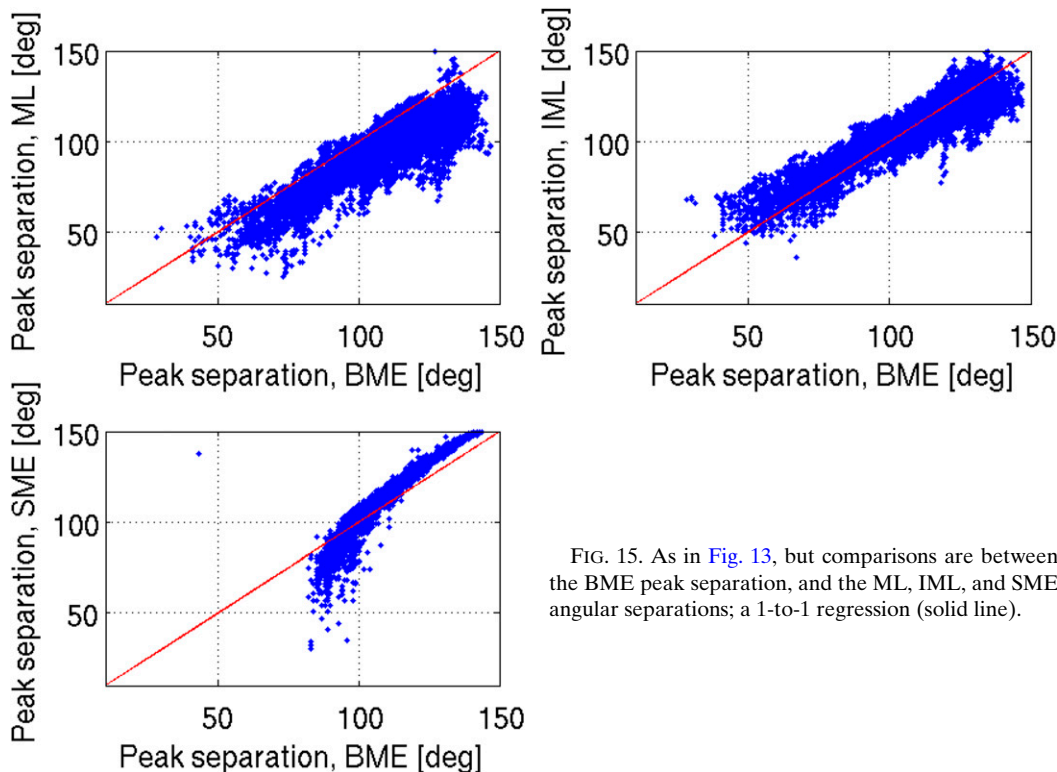 150
100
50
Peak separation, ML [deg]
50
100
150
Peak separation, BME [deg]
150
100
50
Peak separation, IML [deg]
50
100
150
Peak separation, BME [deg]
150
100
50
Peak separation, SME [deg]
50
100
150
Peak separation, BME [deg]
FIG. 15. As in Fig. 13, but comparisons are between
the BME peak separation, and the ML, IML, and SME
angular separations; a 1-to-1 regression (solid line).